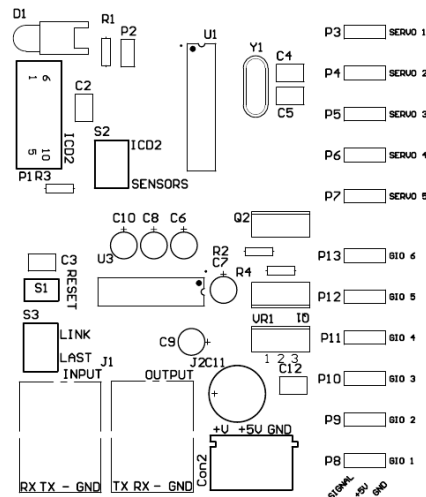 D1
R1
P2
U1
Y1
C4
C5
P3 SERVO 1
P4 SERVO 2
P5 SERVO 3
P6 SERVO 4
P7 SERVO 5
6
1
5
10
ICD2
C2
S2
ICD2
SENSORS
P1 R3
C10 C8 C6
Q2
R2
R4
C7
U3
C3
RESET
S1
S3
LINK
LAST
C9
VR1
1 2 3
C12
P13 GIO 6
P12 GIO 5
P11 GIO 4
P10 GIO 3
P9 GIO 2
P8 GIO 1
INPUT J1
OUTPUT J2
C11
+V +5V GND
Con2
RX TX - GND
TX RX - GND
SIGNAL
+5V
GND